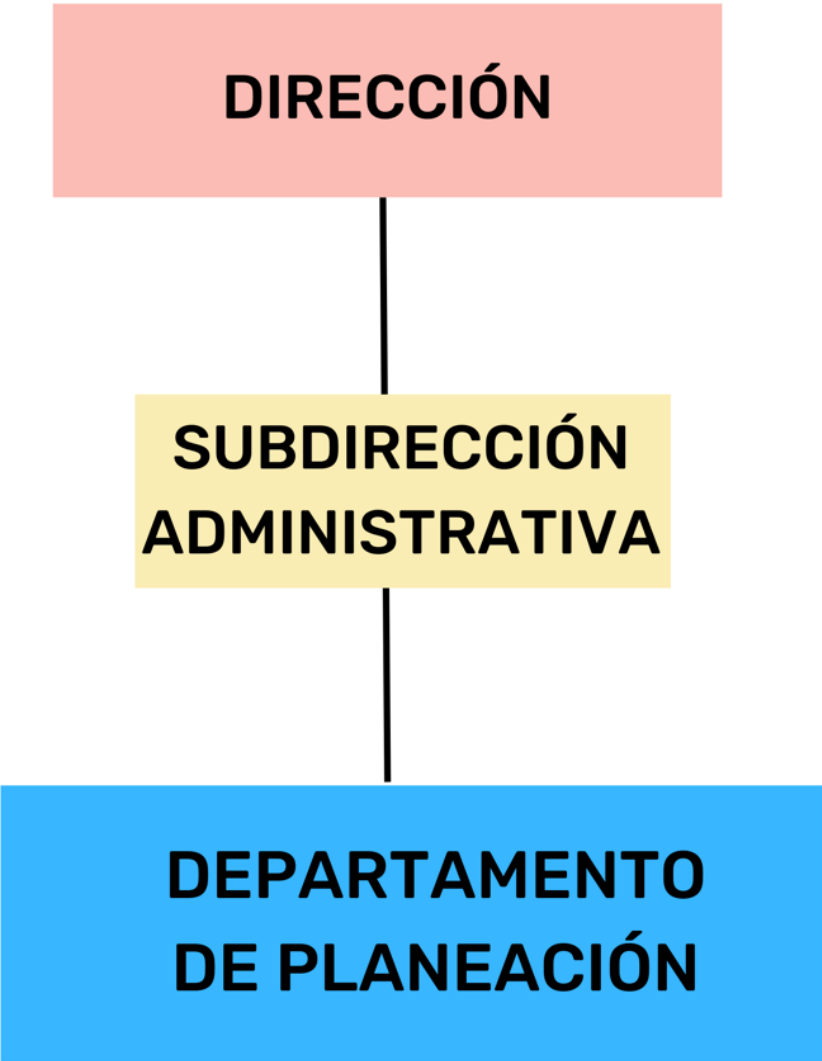 DIRECCIÓN
SUBDIRECCIÓN
ADMINISTRATIVA
DEPARTAMENTO
DE PLANEACIÓN